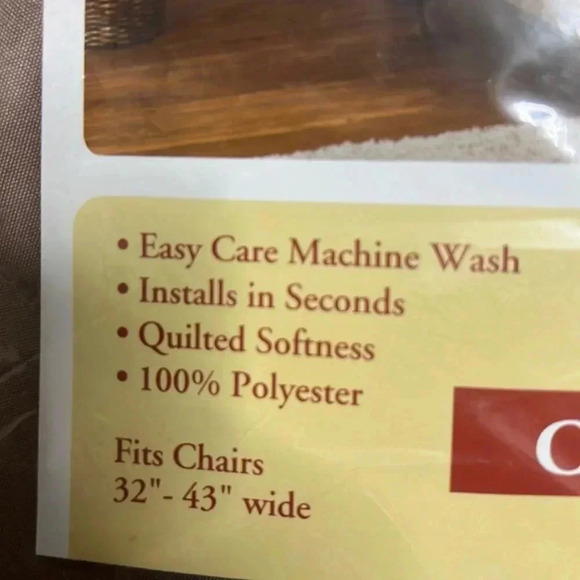 • Easy Care Machine Wash
• Installs in Seconds
• Quilted Softness
• 100% Polyester
Fits Chairs
32"- 43" wide